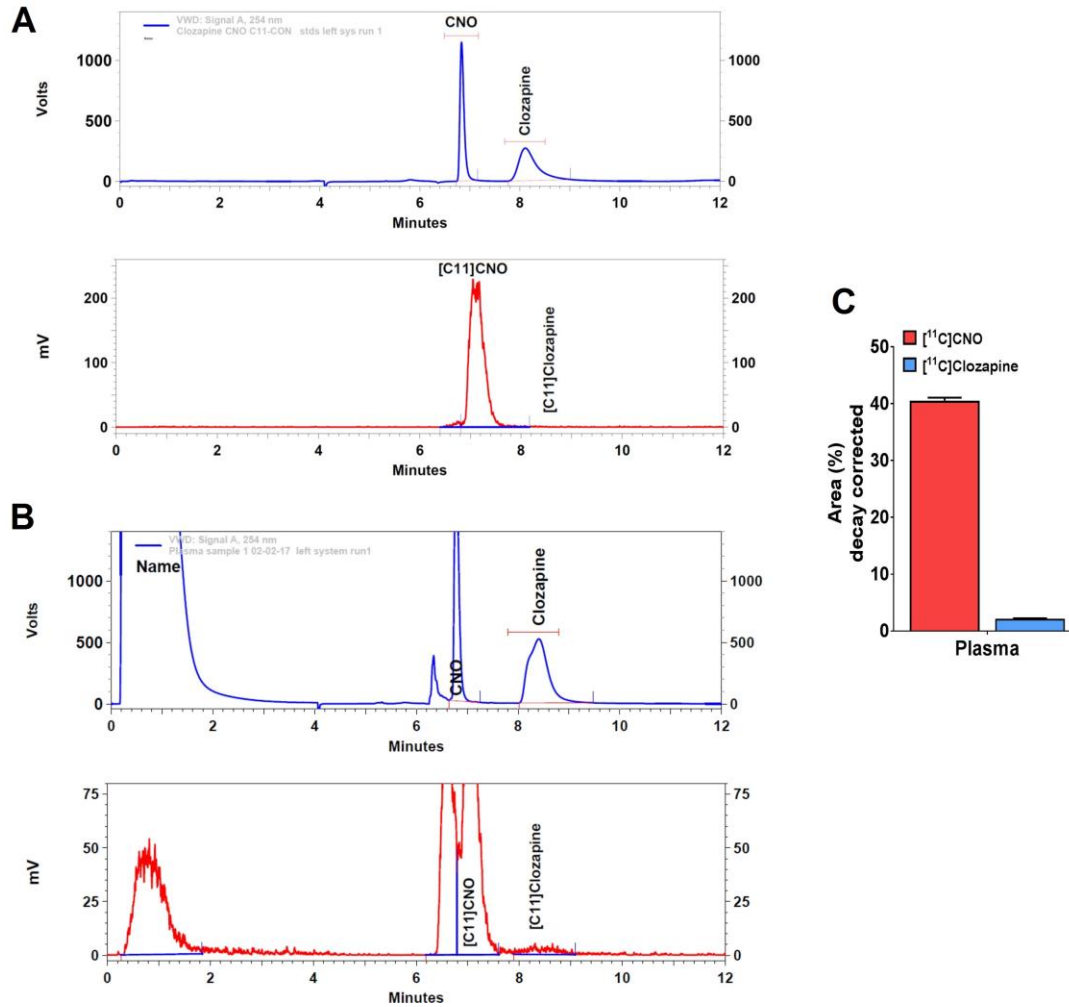 A
VWD: Signal A, 254 nm
Clozapine CNO C11-CON stds left sys run 1
CNO
Clozapine
Volts
1000
500
0
1000
500
0
0 2 4 6 8 10 12
Minutes
[C11]CNO
[C11]Clozapine
mV
200
100
0
200
100
0
0 2 4 6 8 10 12
Minutes
B
VWD: Signal A, 254 nm
Plasma sample 1 02-02-17 left system run1
Name
CNO
Clozapine
Volts
1000
500
0
1000
500
0
0 2 4 6 8 10 12
Minutes
[C11]CNO
[C11]Clozapine
mV
75
50
25
0
75
50
25
0
0 2 4 6 8 10 12
Minutes
C
[¹¹C]CNO
[¹¹C]Clozapine
Area (%)
decay corrected
50
40
30
20
10
0
Plasma